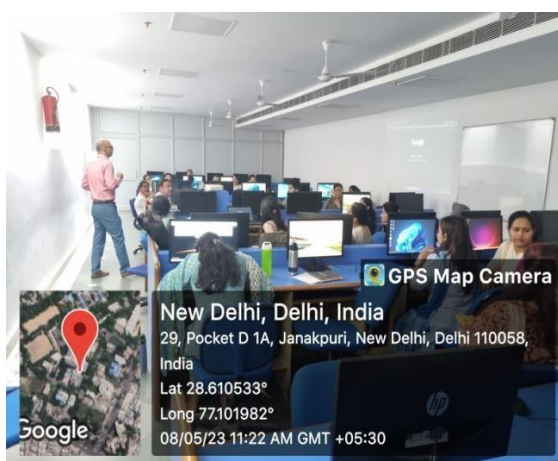 Google
GPS Map Camera
New Delhi, Delhi, India
29, Pocket D 1A, Janakpuri, New Delhi, Delhi 110058,
India
Lat 28.610533°
Long 77.101982°
08/05/23 11:22 AM GMT +05:30
Google
hp